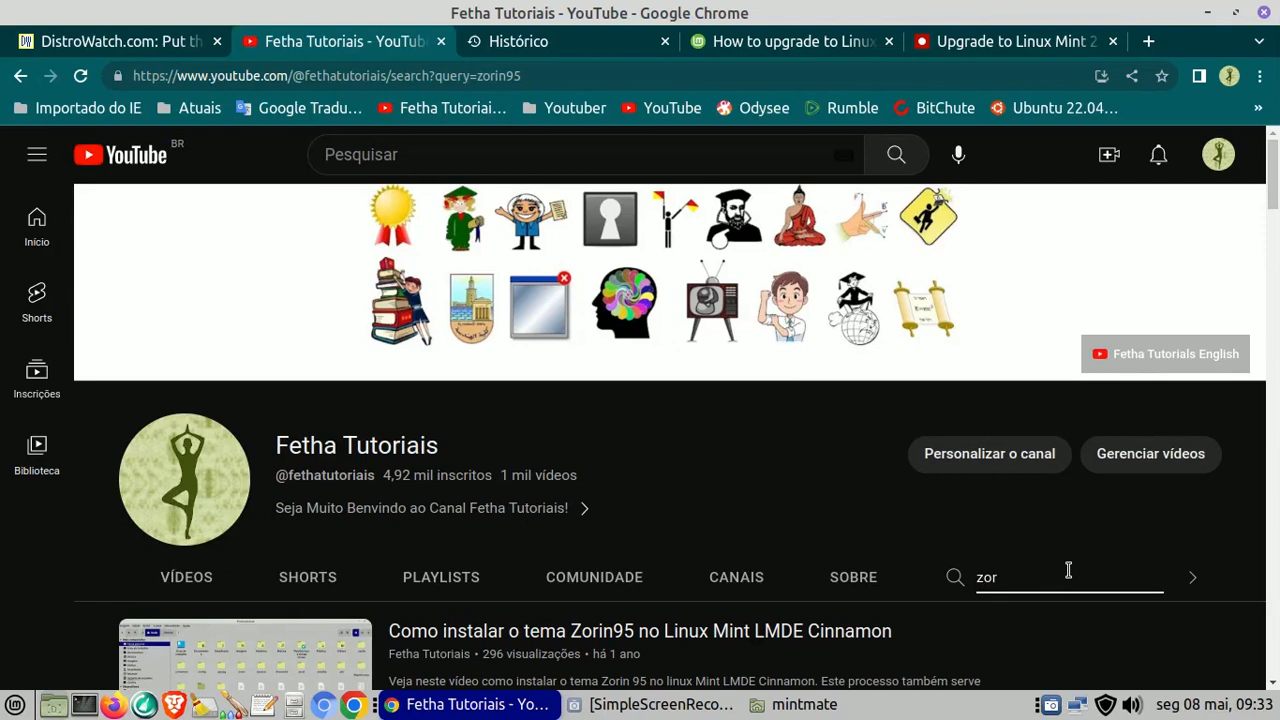 Fetha Tutoriais - YouTube - Google Chrome
DistroWatch.com: Put th
Fetha Tutoriais - YouTub
Histórico
How to upgrade to Linux
Upgrade to Linux Mint 2
https://www.youtube.com/@fethatutoriais/search?query=zorin95
Importado do IE
Atuais
Google Tradu...
Fetha Tutoriai...
Youtuber
YouTube
Odysee
Rumble
BitChute
Ubuntu 22.04...
»
YouTube BR
Pesquisar
Início
Shorts
Inscrições
Biblioteca
Fetha Tutorials English
Fetha Tutoriais
@fethatutoriais 4,92 mil inscritos 1 mil vídeos
Seja Muito Benvindo ao Canal Fetha Tutoriais!
Personalizar o canal
Gerenciar vídeos
VÍDEOS
SHORTS
PLAYLISTS
COMUNIDADE
CANAIS
SOBRE
zor
Como instalar o tema Zorin95 no Linux Mint LMDE Cinnamon
Fetha Tutoriais • 296 visualizações • há 1 ano
Veja neste vídeo como instalar o tema Zorin 95 no linux Mint LMDE Cinnamon. Este processo também serve
Fetha Tutoriais - Yo...
[SimpleScreenReco...
mintmate
seg 08 mai, 09:33